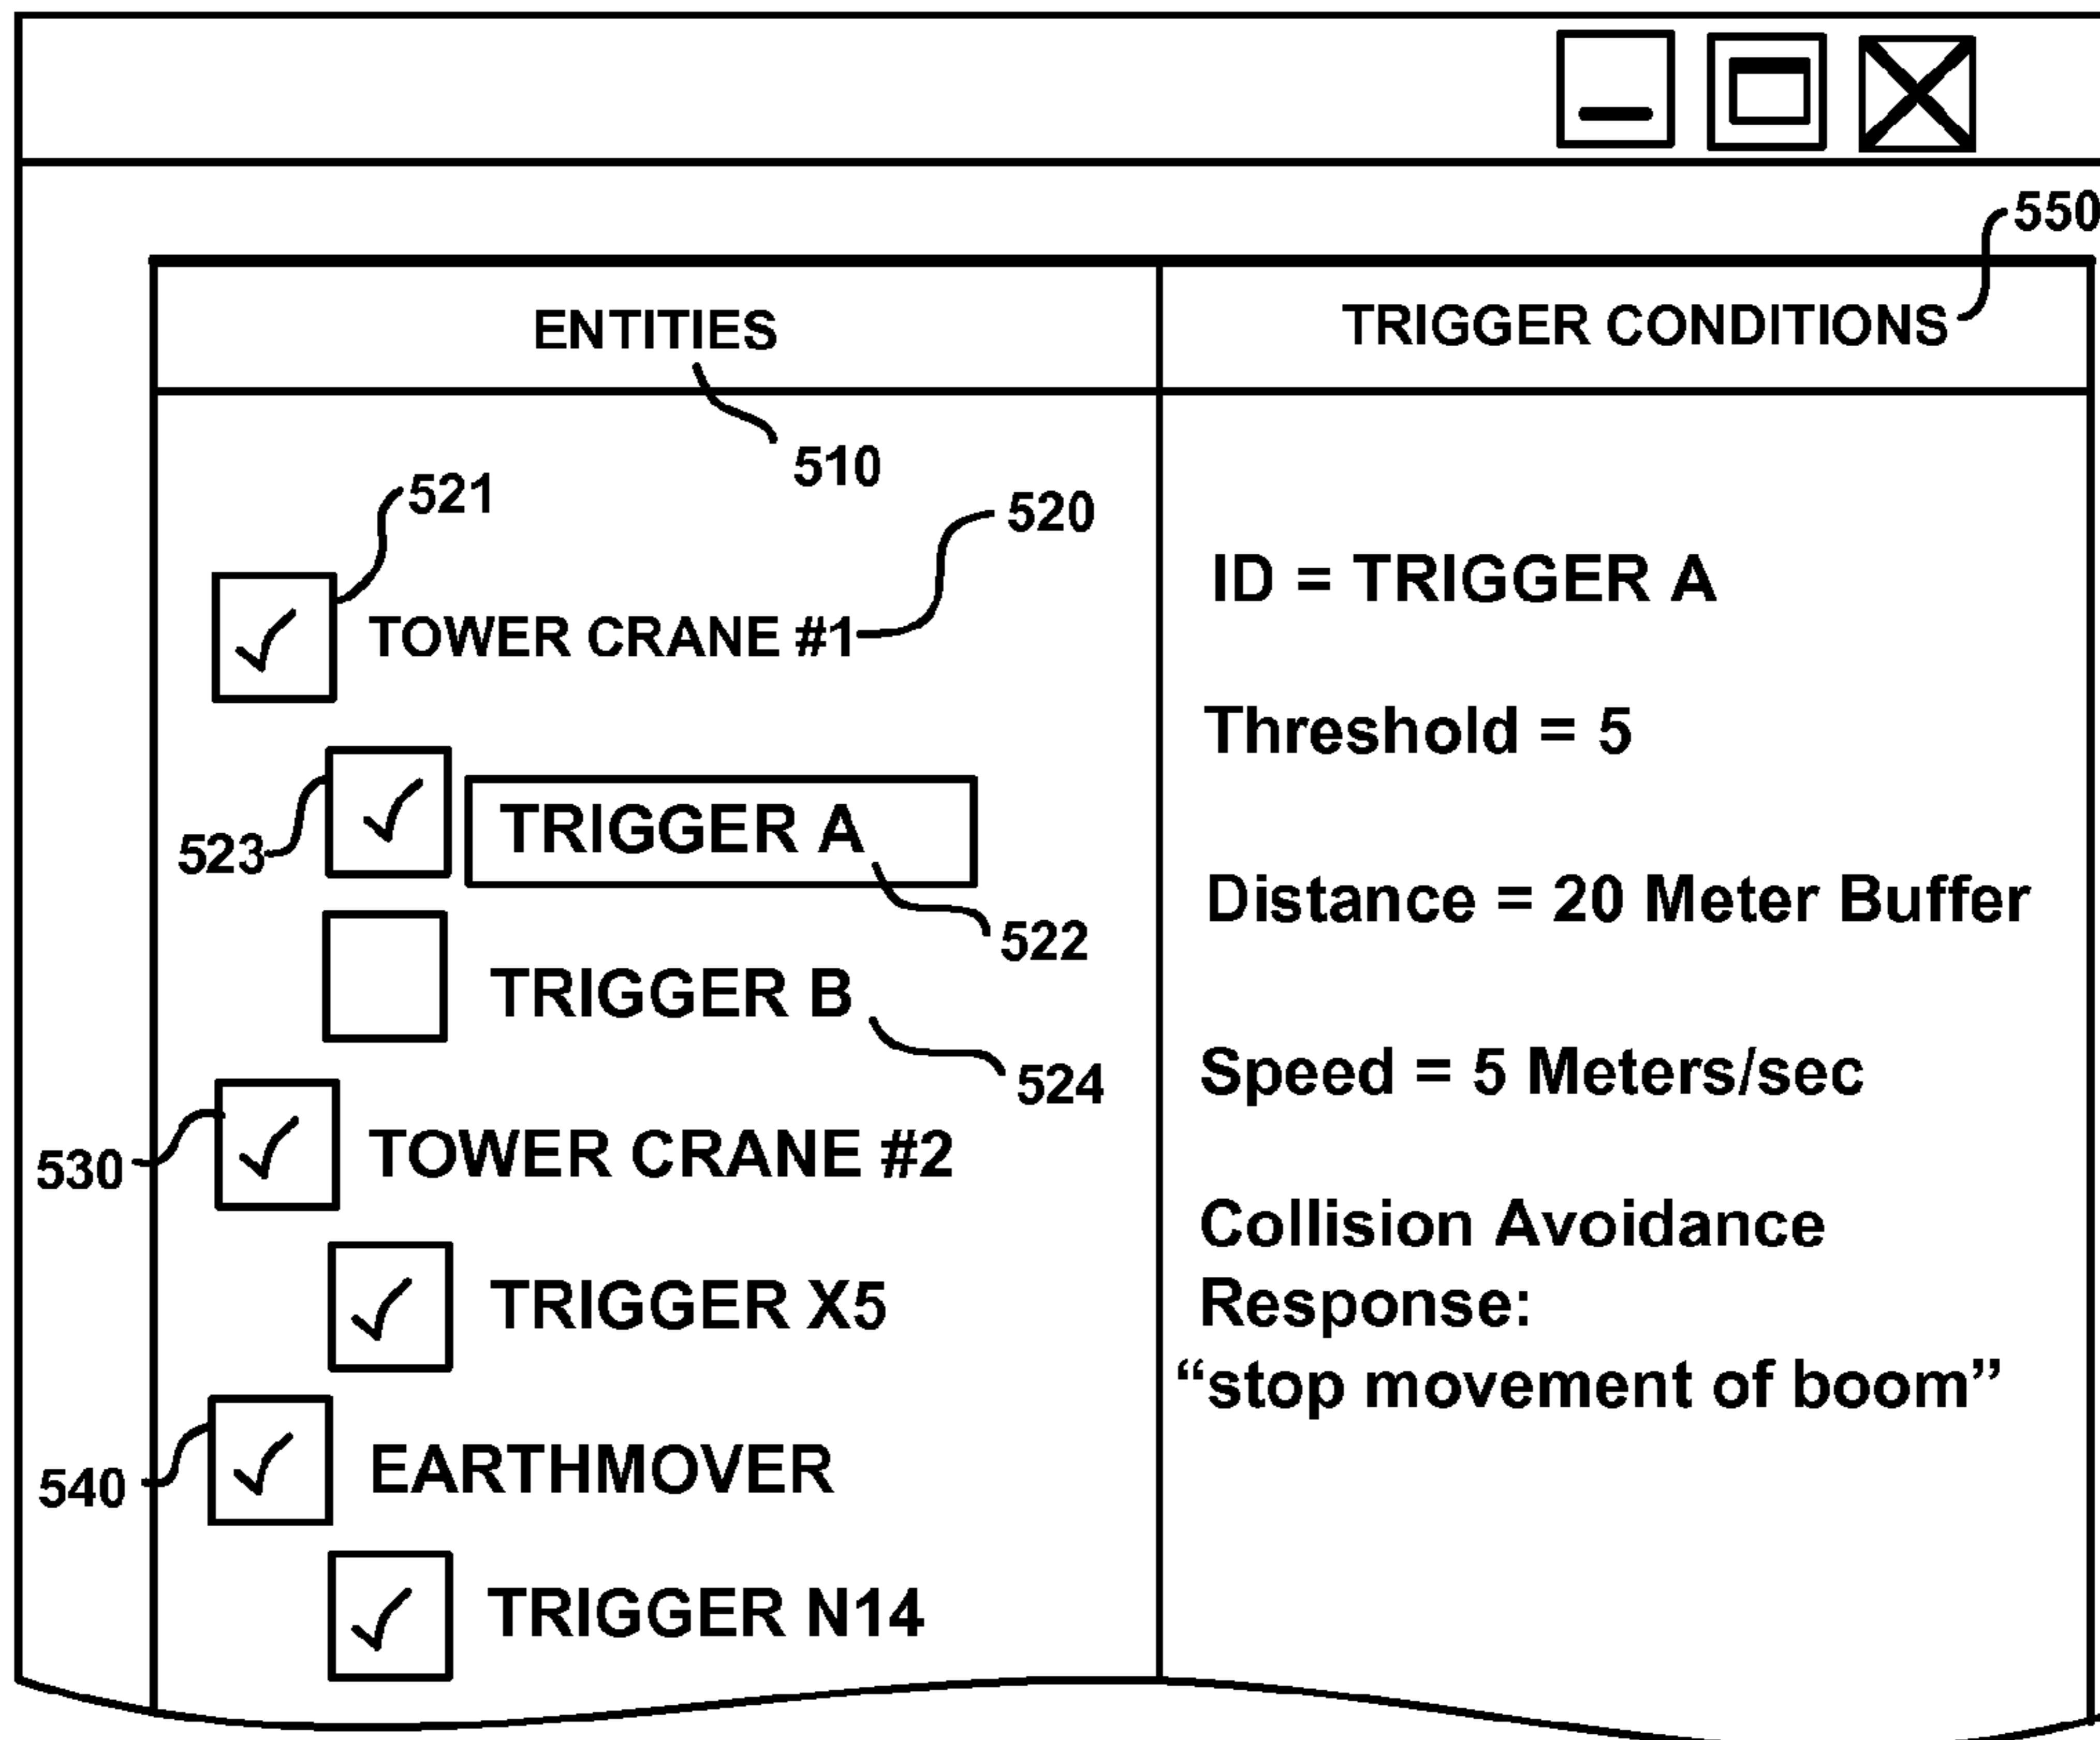 550
ENTITIES
TRIGGER CONDITIONS
510
521
520
TOWER CRANE #1
523
TRIGGER A
522
TRIGGER B
524
530
TOWER CRANE #2
TRIGGER X5
540
EARTHMOVER
TRIGGER N14
ID = TRIGGER A
Threshold = 5
Distance = 20 Meter Buffer
Speed = 5 Meters/sec
Collision Avoidance
Response:
“stop movement of boom”